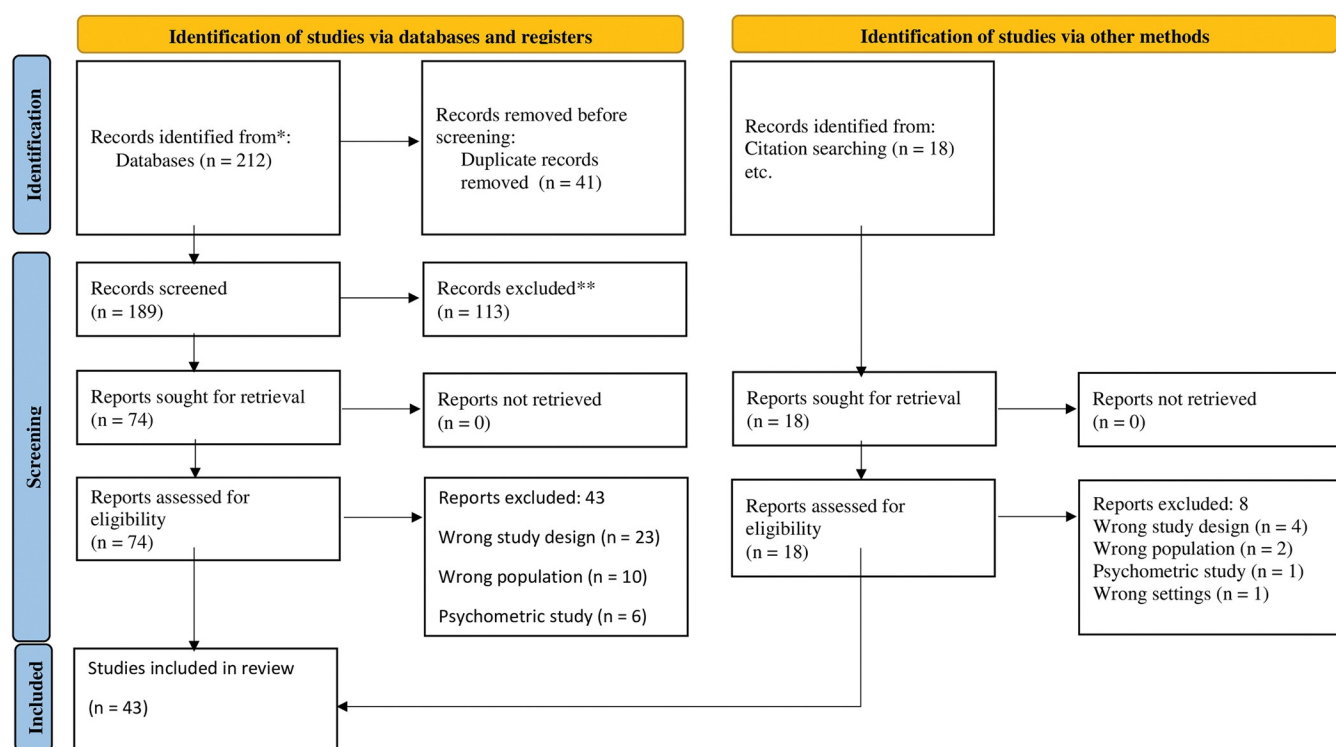 Identification of studies via databases and registers
Identification of studies via other methods
Identification
Records identified from*:
Databases (n = 212)
Records removed before
screening:
Duplicate records
removed (n = 41)
Records identified from:
Citation searching (n = 18)
etc.
Screening
Records screened
(n = 189)
Records excluded**
(n = 113)
Reports sought for retrieval
(n = 74)
Reports not retrieved
(n = 0)
Reports sought for retrieval
(n = 18)
Reports not retrieved
(n = 0)
Reports assessed for
eligibility
(n = 74)
Reports excluded: 43
Wrong study design (n = 23)
Wrong population (n = 10)
Psychometric study (n = 6)
Reports assessed for
eligibility
(n = 18)
Reports excluded: 8
Wrong study design (n = 4)
Wrong population (n = 2)
Psychometric study (n = 1)
Wrong settings (n = 1)
Included
Studies included in review
(n = 43)